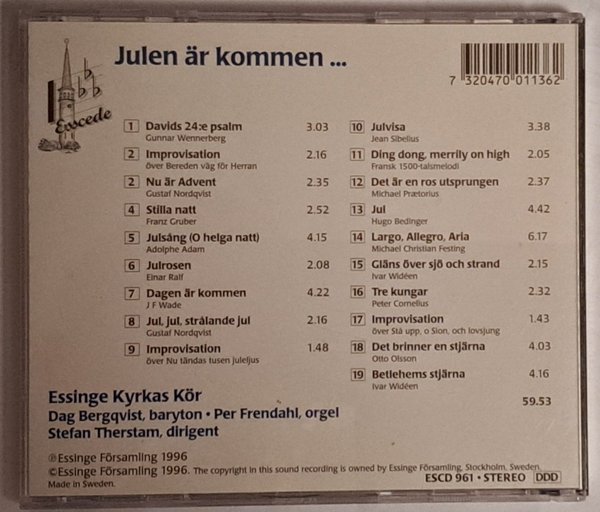 Julen är kommen ...
7 320470 011362
Esscede
1 Davids 24:e psalm 3.03
Gunnar Wennerberg
2 Improvisation 2.16
över Bereden väg för Herran
2 Nu är Advent 2.35
Gustaf Nordqvist
4 Stilla natt 2.52
Franz Gruber
5 Julsång (O helga natt) 4.15
Adolphe Adam
6 Julrosen 2.08
Einar Ralf
7 Dagen är kommen 4.22
J F Wade
8 Jul, jul, strålande jul 2.16
Gustaf Nordqvist
9 Improvisation 1.48
över Nu tändas tusen juleljus
10 Julvisa 3.38
Jean Sibelius
11 Ding dong, merrily on high 2.05
Fransk 1500-talsmelodi
12 Det är en ros utsprungen 2.37
Michael Prætorius
13 Jul 4.42
Hugo Bedinger
14 Largo, Allegro, Aria 6.17
Michael Christian Festing
15 Gläns över sjö och strand 2.15
Ivar Widéen
16 Tre kungar 2.32
Peter Cornelius
17 Improvisation 1.43
över Stå upp, o Sion, och lovsjung
18 Det brinner en stjärna 4.03
Otto Olsson
19 Betlehems stjärna 4.16
Ivar Widéen
59.53
Essinge Kyrkas Kör
Dag Bergqvist, baryton • Per Frendahl, orgel
Stefan Therstam, dirigent
℗Essinge Församling 1996
©Essinge Församling 1996. The copyright in this sound recording is owned by Essinge Församling, Stockholm, Sweden.
Made in Sweden.
ESCD 961 • STEREO DDD